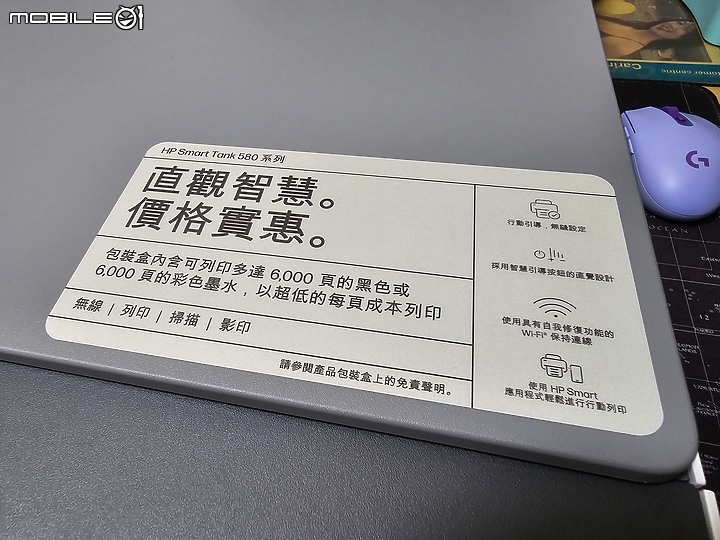 MOBILE01
HP Smart Tank 580 系列
直觀智慧。
價格實惠。
包裝盒內含可列印多達 6,000 頁的黑色或
6,000 頁的彩色墨水，以超低的每頁成本列印
無線 | 列印 | 掃描 | 影印
請參閱產品包裝盒上的免責聲明。
行動引導，無縫設定
採用智慧引導按鈕的直覺設計
使用具有自我修復功能的
Wi-Fi® 保持連線
使用 HP Smart
應用程式輕鬆進行行動列印
Carin
tomer centric
G
OCEAN